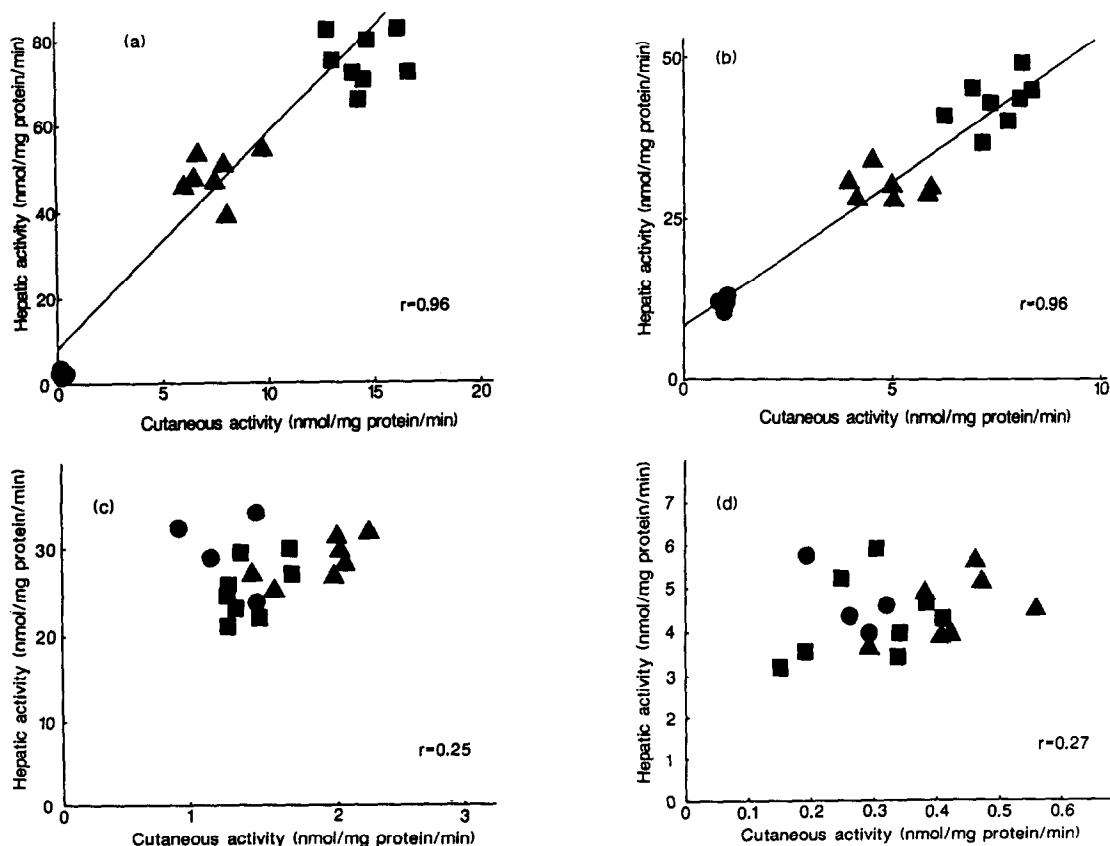 (a)
Hepatic activity (nmol/mg protein/min)
80
60
40
20
0
r=0.96
0 5 10 15 20
Cutaneous activity (nmol/mg protein/min)
(b)
Hepatic activity (nmol/mg protein/min)
50
25
0
r=0.96
0 5 10
Cutaneous activity (nmol/mg protein/min)
(c)
Hepatic activity (nmol/mg protein/min)
30
20
10
0
r=0.25
0 1 2 3
Cutaneous activity (nmol/mg protein/min)
(d)
Hepatic activity (nmol/mg protein/min)
7
6
5
4
3
2
1
0
r=0.27
0 0.2 0.3 0.4 0.5 0.6
Cutaneous activity (nmol/mg protein/min)